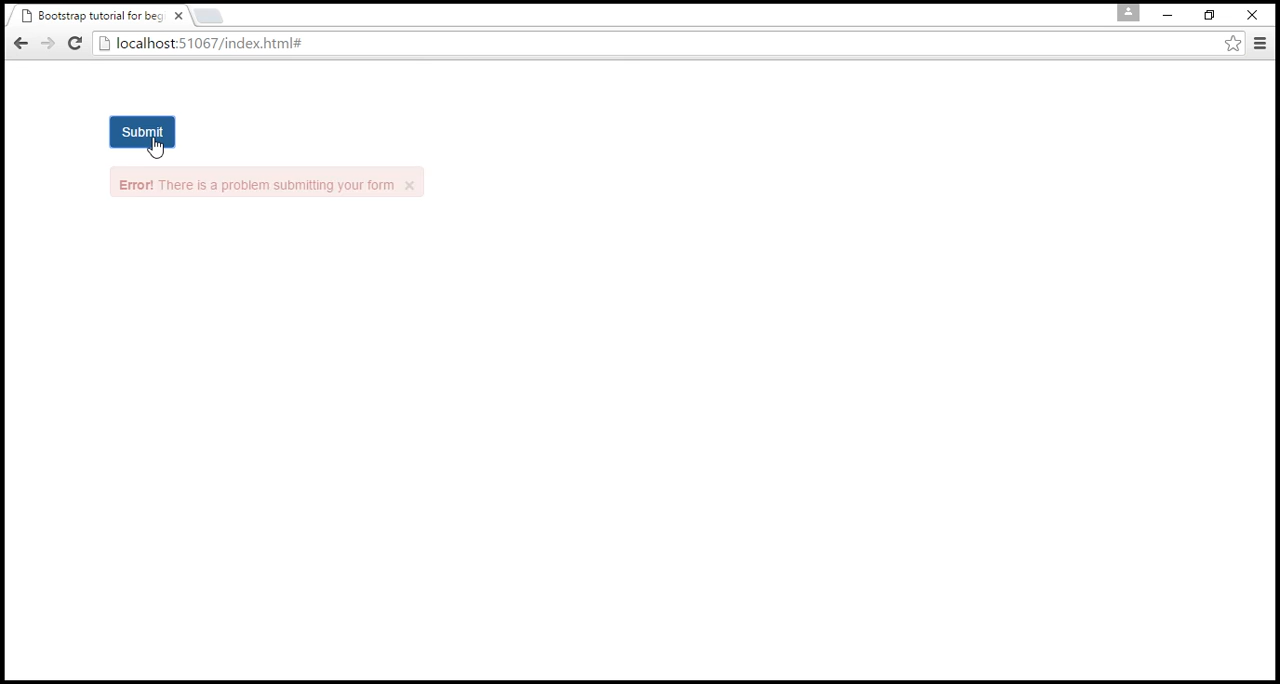 Bootstrap tutorial for beg
localhost:51067/index.html#
Submit
Error! There is a problem submitting your form ×